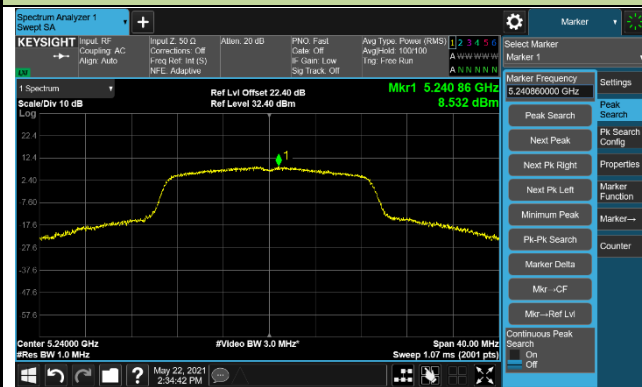 Spectrum Analyzer 1
Swept SA
Marker
KEYSIGHT Input: RF
Coupling: AC
Align: Auto
Input Z: 50 Ω
Corrections: Off
Freq Ref: Int (S)
NFE: Adaptive
Atten: 20 dB
PNO: Fast
Gate: Off
IF Gain: Low
Sig Track: Off
Avg Type: Power (RMS)
Avg|Hold: 100/100
Trig: Free Run
1 2 3 4 5 6
A W W W W W
A N N N N N
LXI
Select Marker
Marker 1
1 Spectrum
Scale/Div 10 dB
Log
Ref Lvl Offset 22.40 dB
Ref Level 32.40 dBm
Mkr1 5.240 86 GHz
8.532 dBm
22.4
12.4
2.40
-7.60
-17.6
-27.6
-37.6
-47.6
-57.6
1
Center 5.24000 GHz
#Res BW 1.0 MHz
#Video BW 3.0 MHz*
Span 40.00 MHz
Sweep 1.07 ms (2001 pts)
Marker Frequency
5.240860000 GHz
Peak Search
Next Peak
Next Pk Right
Next Pk Left
Minimum Peak
Pk-Pk Search
Marker Delta
Mkr→CF
Mkr→Ref Lvl
Continuous Peak
Search
On
Off
Settings
Peak
Search
Pk Search
Config
Properties
Marker
Function
Marker→
Counter
May 22, 2021
2:34:42 PM